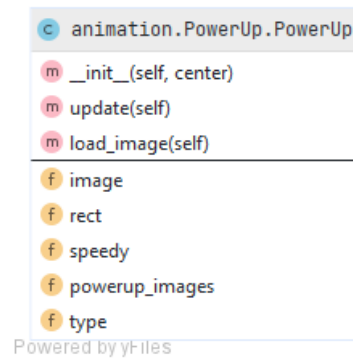 c animation.PowerUp.PowerUp
m __init__(self, center)
m update(self)
m load_image(self)
f image
f rect
f speedy
f powerup_images
f type
Powered by yFiles